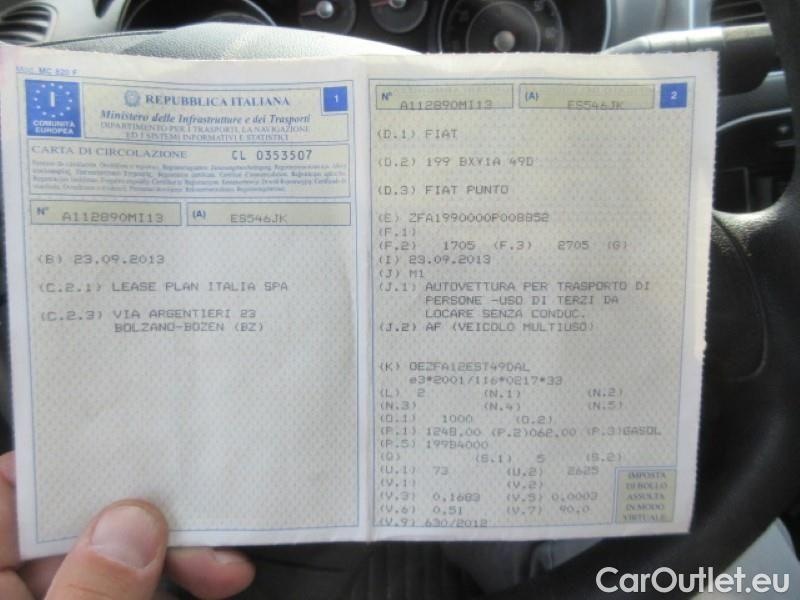 Mod. MC 820 F
I
COMUNITÀ
EUROPEA
REPUBBLICA ITALIANA
1
Ministero delle Infrastrutture e dei Trasporti
DIPARTIMENTO PER I TRASPORTI, LA NAVIGAZIONE
ED I SISTEMI INFORMATIVI E STATISTICI
CARTA DI CIRCOLAZIONE CL 0353507
N° A112890MI13 (A) ES546JK
(B) 23.09.2013
(C.2.1) LEASE PLAN ITALIA SPA
(C.2.3) VIA ARGENTIERI 23
BOLZANO-BOZEN (BZ)
N° A112890MI13 (A) ES546JK 2
(D.1) FIAT
(D.2) 199 BXY1A 49D
(D.3) FIAT PUNTO
(E) ZFA1990000P008852
(F.1)
(F.2) 1705 (F.3) 2705 (G)
(I) 23.09.2013
(J) M1
(J.1) AUTOVETTURA PER TRASPORTO DI
PERSONE -USO DI TERZI DA
LOCARE SENZA CONDUC.
(J.2) AF (VEICOLO MULTIUSO)
(K) OEZFA12EST49DAL
e3*2001/116*0217*33
(L) 2 (N.1) (N.2)
(N.3) (N.4) (N.5)
(O.1) 1000 (O.2)
(P.1) 1248,00 (P.2)062,00 (P.3)GASOL
(P.5) 199B4000
(Q) (S.1) 5 (S.2)
(U.1) 73 (U.2) 2625
(V.1) (V.2)
(V.3) 0,1683 (V.5) 0,0003
(V.6) 0,51 (V.7) 90,0
(V.9) 630/2012
IMPOSTA
DI BOLLO
ASSOLTA
IN MODO
VIRTUALE
CarOutlet.eu